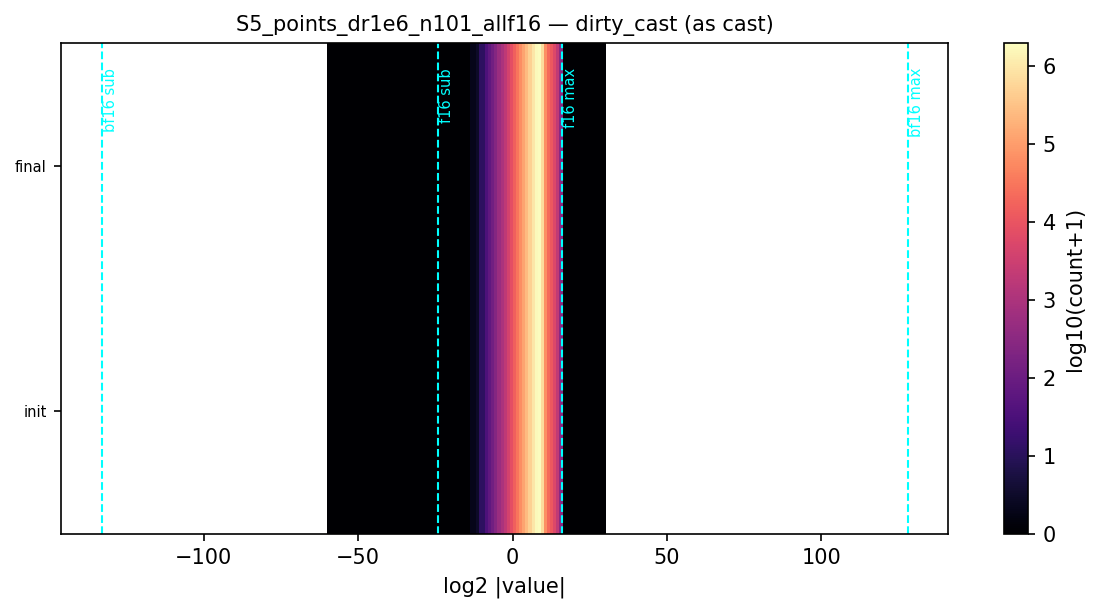 S5_points_dr1e6_n101_allf16 — dirty_cast (as cast)
bf16 sub
f16 sub
f16 max
bf16 max
final
init
−100
−50
0
50
100
log2 |value|
6
5
4
3
2
1
0
log10(count+1)